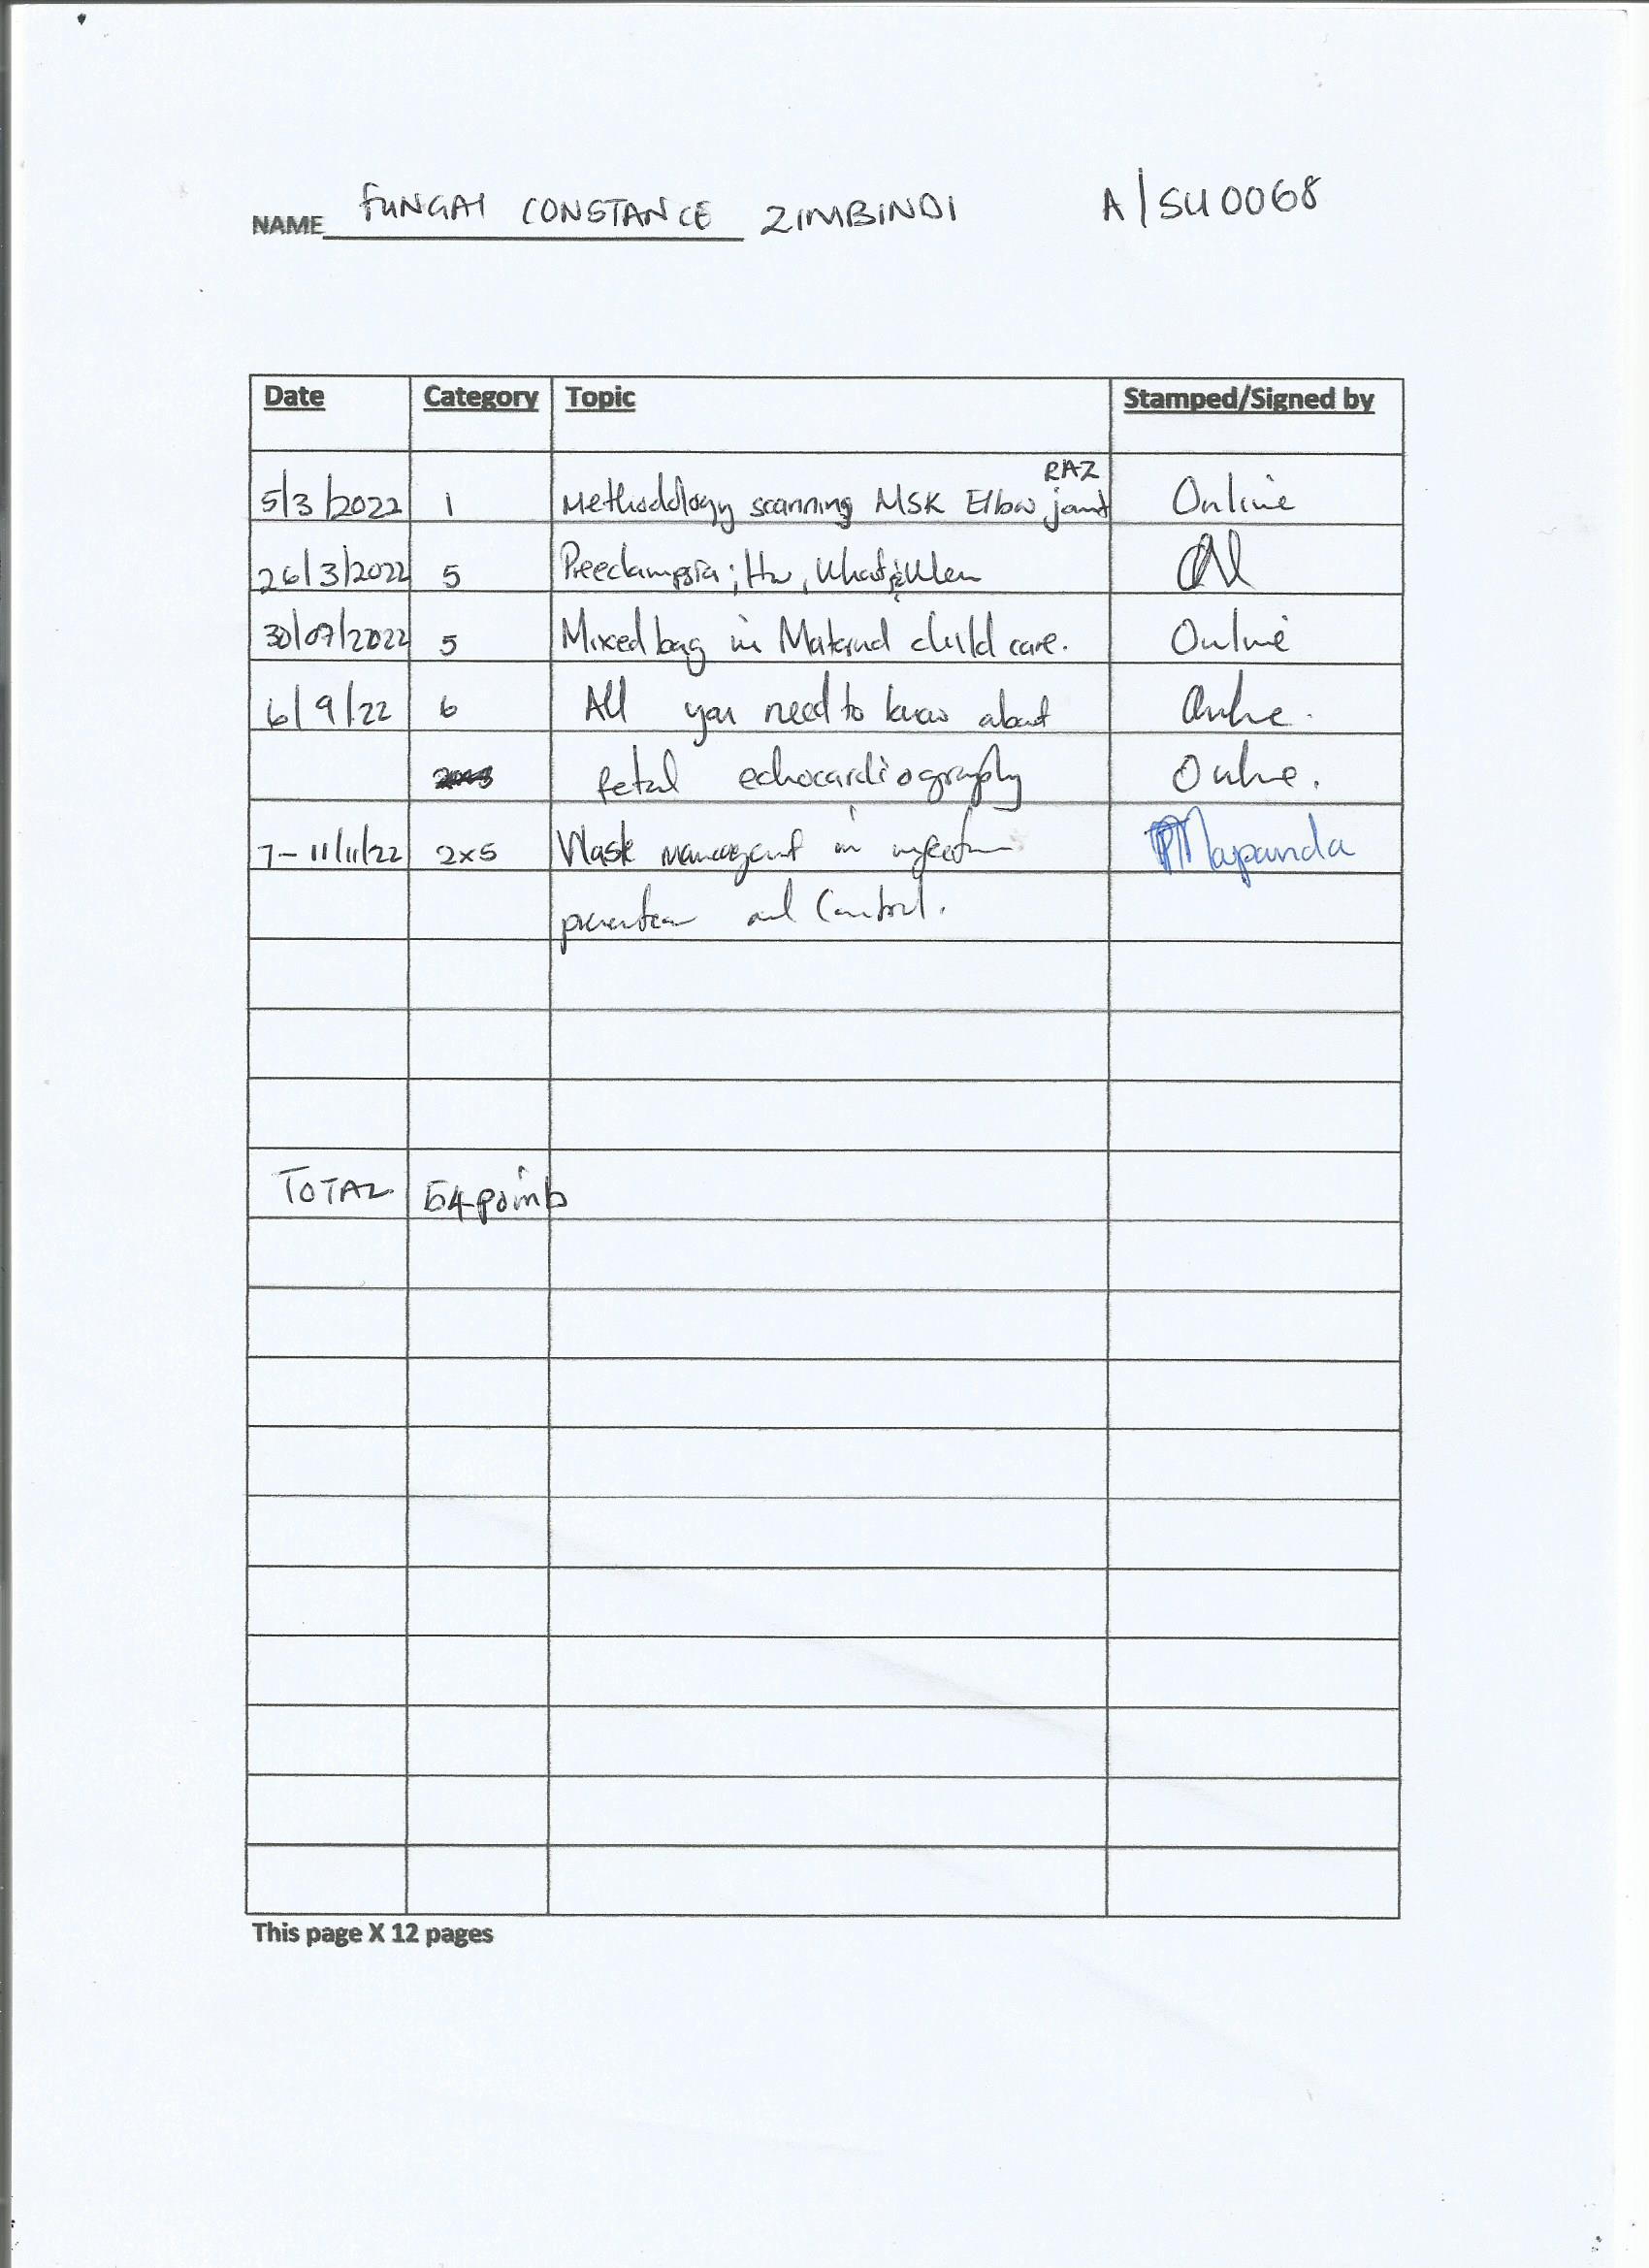 NAME FUNGAI CONSTANCE ZIMBINDI A/SU0068
Date Category Topic Stamped/Signed by
RAZ
5/3/2022 1 Methodology scanning MSK Elbow joint Online
26/3/2022 5 Preeclampsia; How, What & When
30/07/2022 5 Mixed bag in Maternal child care. Online
6/9/22 6 All you need to know about Online.
fetal echocardiography Online.
7-11/11/22 2x5 Waste management in infection Mapanda
prevention and Control.
TOTAL 54 points
This page X 12 pages